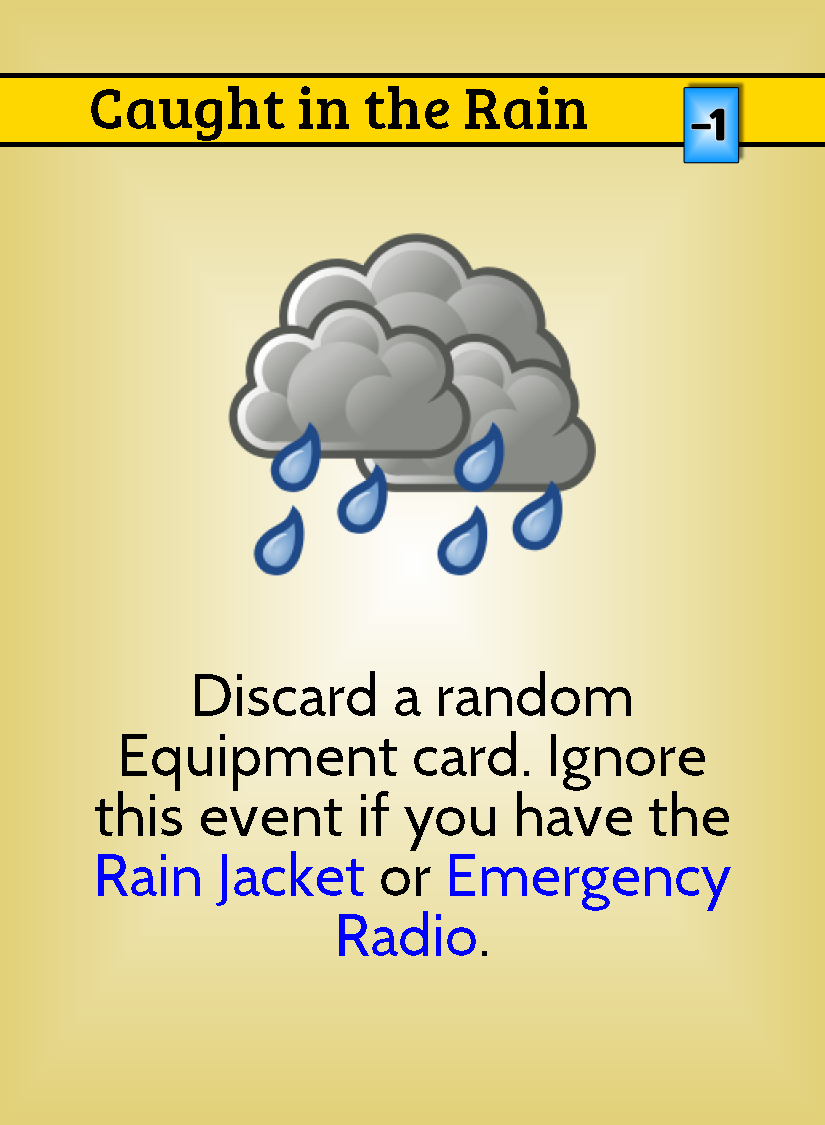 Caught in the Rain
-1
Discard a random
Equipment card. Ignore
this event if you have the
Rain Jacket or Emergency
Radio.